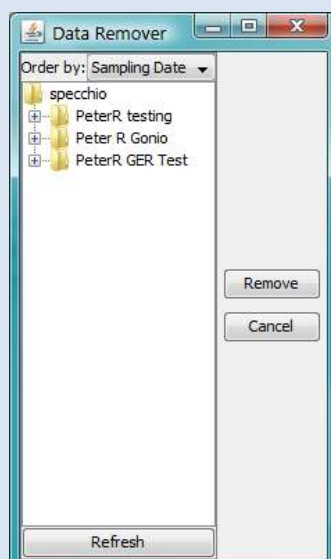 Data Remover
Order by: Sampling Date
specchio
PeterR testing
Peter R Gonio
PeterR GER Test
Remove
Cancel
Refresh